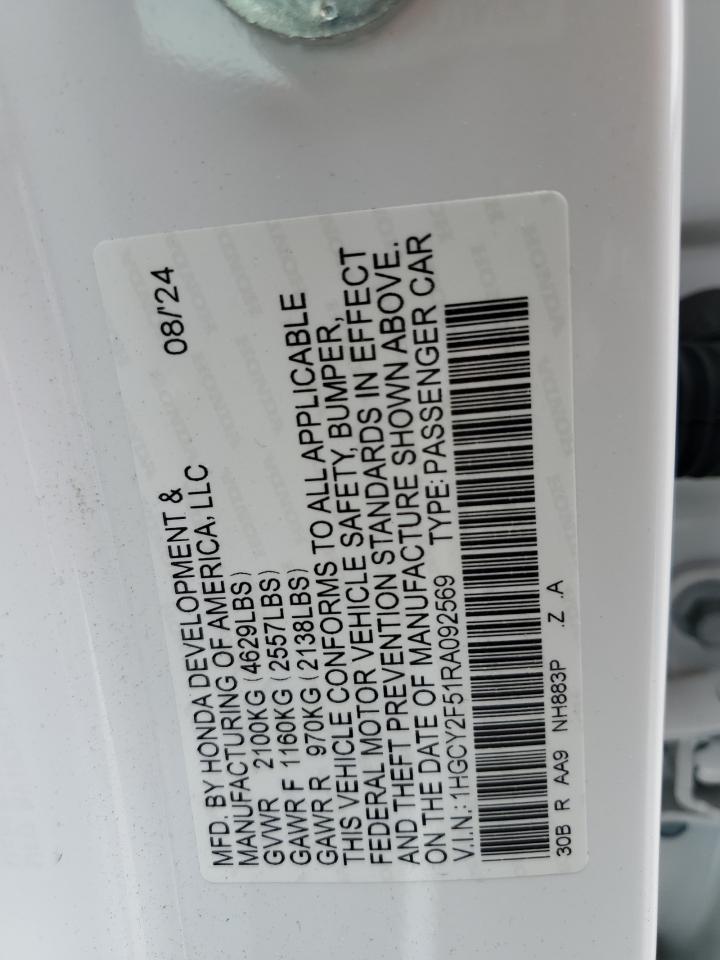 MFD. BY HONDA DEVELOPMENT & 08/'24
MANUFACTURING OF AMERICA, LLC
GVWR 2100KG (4629LBS)
GAWR F 1160KG (2557LBS)
GAWR R 970KG (2138LBS)
THIS VEHICLE CONFORMS TO ALL APPLICABLE
FEDERAL MOTOR VEHICLE SAFETY, BUMPER,
AND THEFT PREVENTION STANDARDS IN EFFECT
ON THE DATE OF MANUFACTURE SHOWN ABOVE.
V.I.N.: 1HGCY2F51RA092569 TYPE: PASSENGER CAR
30B R AA9 NH883P .Z .A